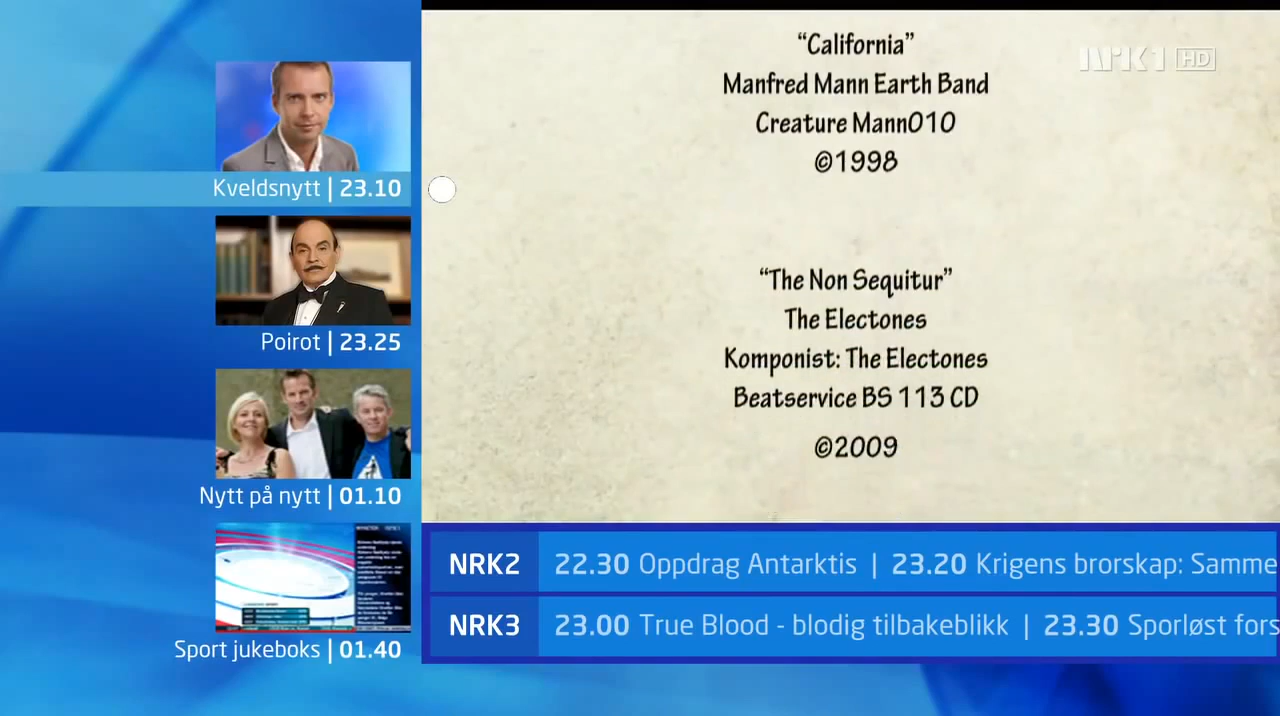 Kveldsnytt | 23.10
Poirot | 23.25
Nytt på nytt | 01.10
Sport jukeboks | 01.40
“California”
Manfred Mann Earth Band
Creature Mann010
©1998
“The Non Sequitur”
The Electones
Komponist: The Electones
Beatservice BS 113 CD
©2009
NRK1 HD
NRK2 22.30 Oppdrag Antarktis | 23.20 Krigens brorskap: Samme
NRK3 23.00 True Blood - blodig tilbakeblikk | 23.30 Sporløst fors